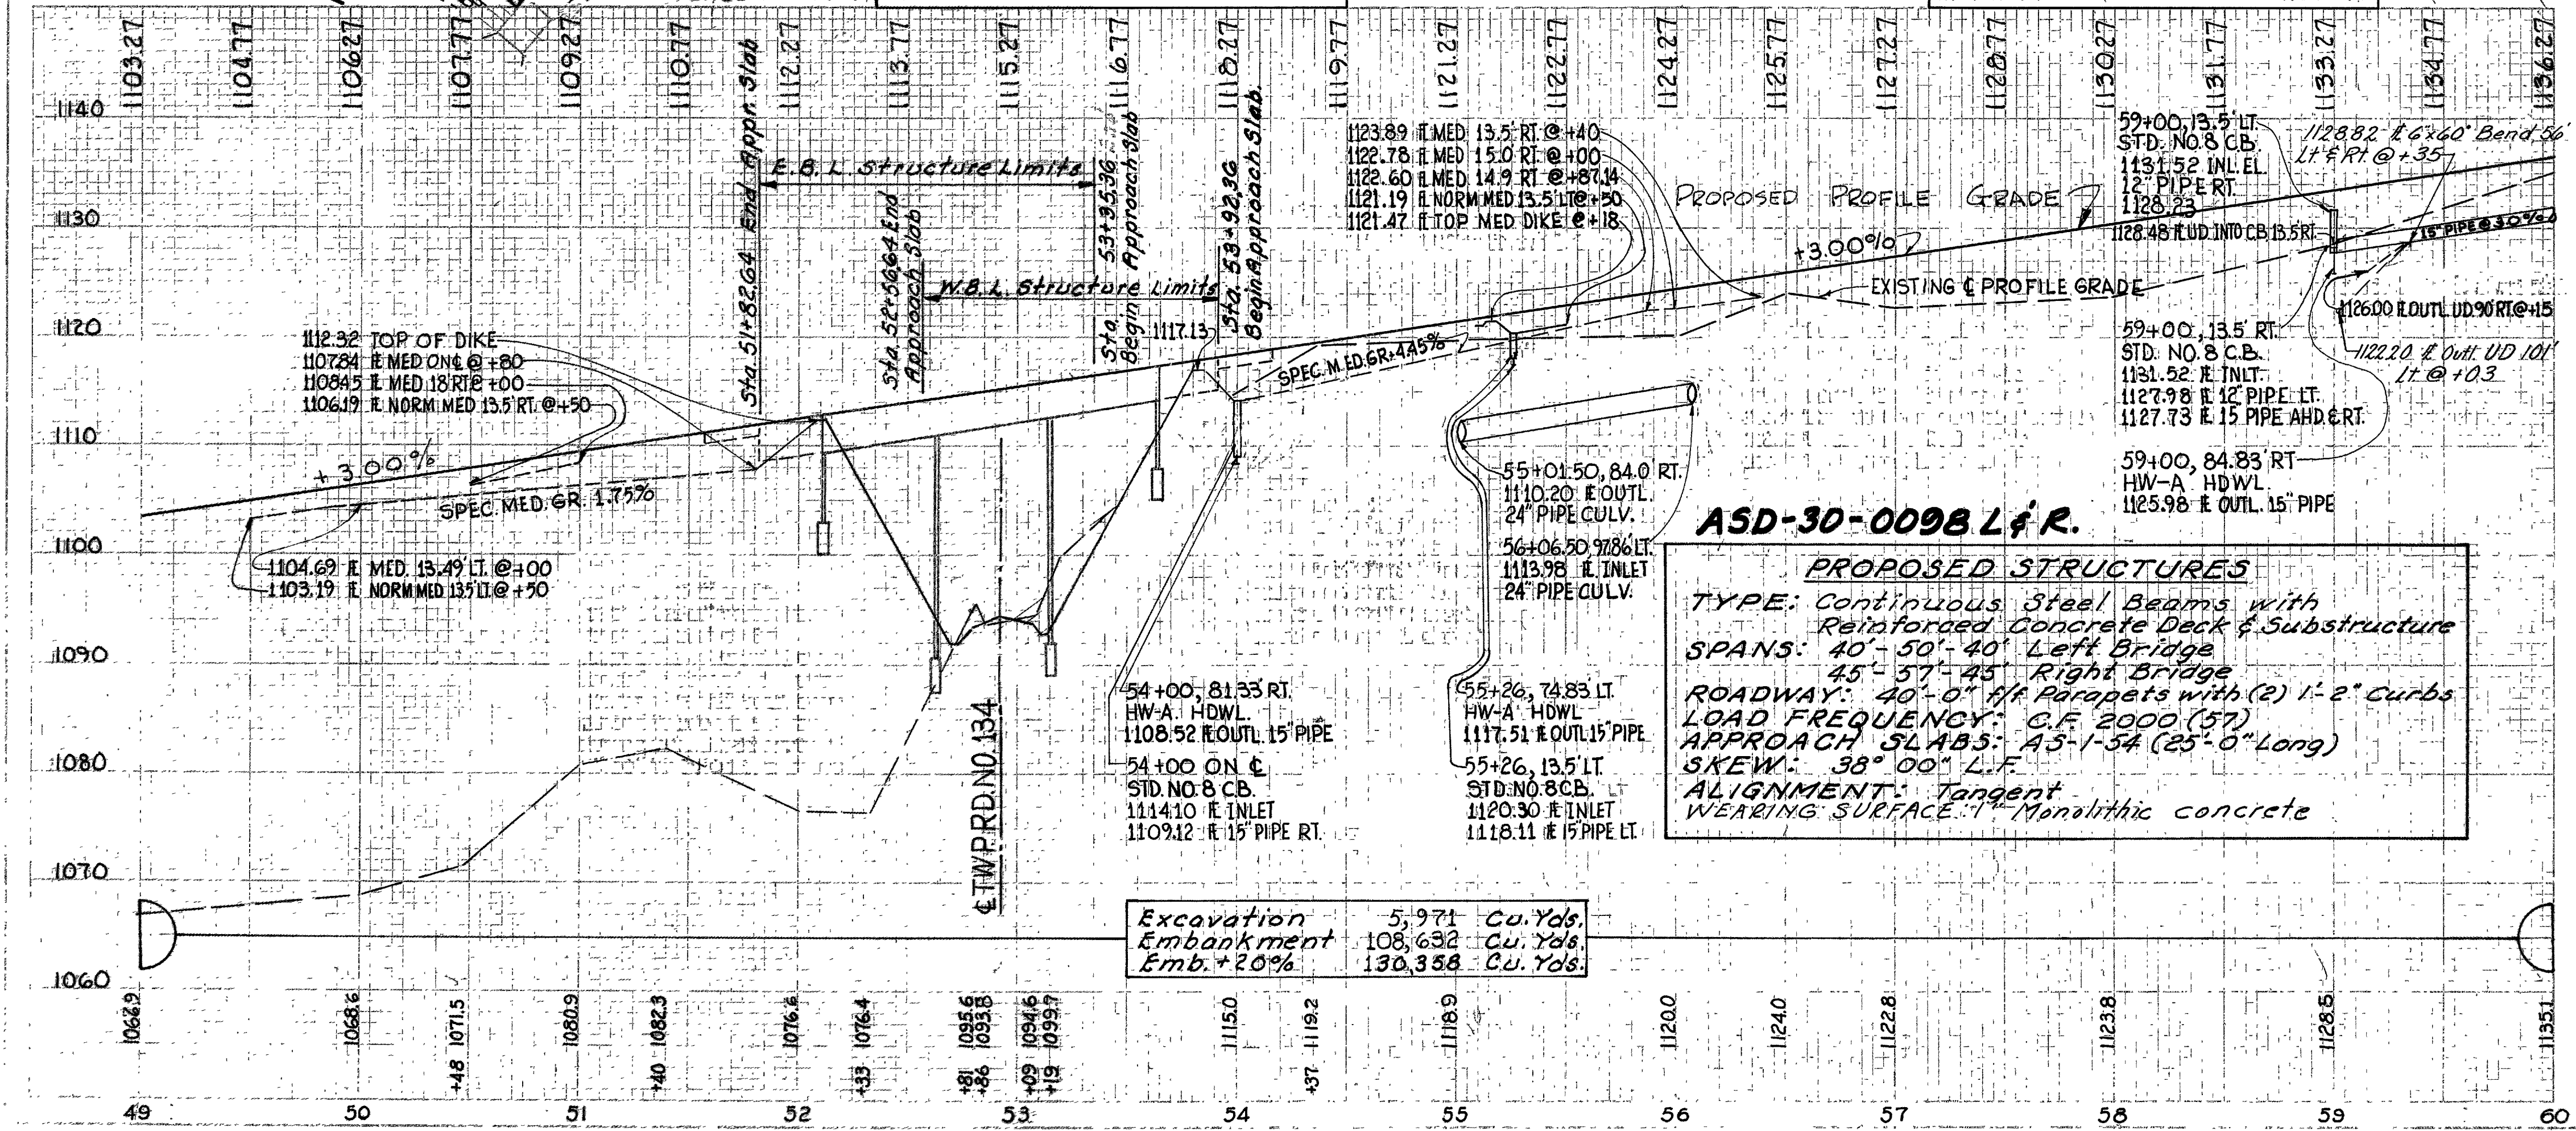 1103.27
1104.77
1106.27
1107.77
1109.27
1110.77
1112.27
1113.77
1115.27
1116.77
1118.27
1119.77
1121.27
1122.77
1124.27
1125.77
1127.27
1128.77
1130.27
1131.77
1133.27
1134.77
1136.27
1140
1130
1120
1110
1100
1090
1080
1070
1060
1112.32 TOP OF DIKE
1107.84 ℄ MED ON ℄ @ +80
1108.45 ℄ MED. 18 RT @ +00
1106.19 ℄ NORM MED 13.5' RT. @ +50
+3.00%
SPEC. MED. GR. 1.75%
1104.69 ℄ MED. 13.49' LT. @ +00
1103.19 ℄ NORM MED 13.5' LT. @ +50
Sta. 51+82.64 End Appr. Slab
E.B.L. Structure Limits
Sta. 52+56.64 End
Approach Slab
Sta. 53+35.36
Begin Approach Slab
W.B.L. Structure Limits
1117.13
Sta. 53+92.36
Begin Approach Slab.
SPEC. MED. GR. +4.45%
1123.89 ℄ MED 13.5' RT. @ +40
1122.78 ℄ MED 15.0 RT. @ +00
1122.60 ℄ MED 14.9 RT @ +87.14
1121.19 ℄ NORM MED 13.5' LT @ +50
1121.47 ℄ TOP MED DIKE @ +18
PROPOSED PROFILE GRADE
+3.00%
EXISTING ℄ PROFILE GRADE
59+00, 13.5' LT.
STD. NO. 8 C.B.
1131.52 INL. EL.
12" PIPE RT.
1128.23
1128.48 ℄ UD. INTO C.B. 13.5' RT.
1128.82 ℄ 6x60° Bend 56'
Lt & Rt. @ +35
15" PIPE @ 3.0%
1126.00 ℄ OUTL. UD. 90' RT. @ +15
1122.20 ℄ Outl. UD 101'
Lt @ +03
59+00, 13.5' RT.
STD. NO. 8 C.B.
1131.52 ℄ INLT.
1127.98 ℄ 12" PIPE LT.
1127.73 ℄ 15 PIPE AHD. & RT.
59+00, 84.83' RT
HW-A HDWL.
1125.98 ℄ OUTL. 15" PIPE
55+01.50, 84.0' RT.
1110.20 ℄ OUTL.
24" PIPE CULV.
56+06.50, 97.86' LT.
1113.98 ℄ INLET
24" PIPE CULV.
54+00, 81.33' RT.
HW-A. HDWL.
1108.52 ℄ OUTL. 15" PIPE
54+00 ON ℄
STD. NO. 8 CB.
1114.10 ℄ INLET
1109.12 ℄ 15" PIPE RT.
55+26, 74.83 LT.
HW-A HDWL
1117.51 ℄ OUTL 15" PIPE
55+26, 13.5' LT.
STD. NO. 8 CB.
1120.30 ℄ INLET
1118.11 ℄ 15 PIPE LT.
℄ TWP. RD. NO. 134
ASD-30-0098 L & R.
PROPOSED STRUCTURES
TYPE: Continuous Steel Beams with
Reinforced Concrete Deck & Substructure
SPANS: 40'-50'-40' Left Bridge
45'-57'-45' Right Bridge
ROADWAY: 40'-0" f/f Parapets with (2) 1'-2" Curbs
LOAD FREQUENCY: C.F. 2000 (57)
APPROACH SLABS: AS-1-54 (25'-0" Long)
SKEW: 38° 00" L.F.
ALIGNMENT: Tangent
WEARING SURFACE: 1" Monolithic concrete
Excavation 5,971 Cu. Yds.
Embankment 108,632 Cu. Yds.
Emb. +20% 130,358 Cu. Yds.
1068.6
+48 1071.5
1080.9
+40 1082.3
1076.6
+33 1076.4
+81 1095.6
+86 1093.8
+09 1094.6
+19 1099.7
1115.0
+37 1119.2
1118.9
1120.0
1124.0
1122.8
1123.8
1128.5
1135.1
49 50 51 52 53 54 55 56 57 58 59 60